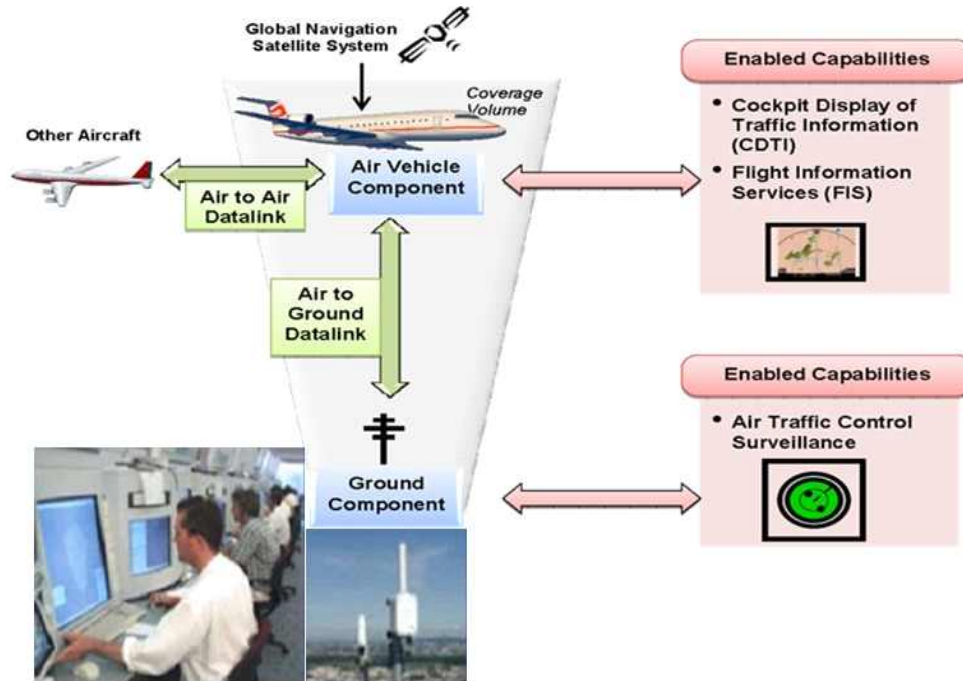 Global Navigation
Satellite System
Coverage
Volume
Other Aircraft
Air Vehicle
Component
Air to Air
Datalink
Air to
Ground
Datalink
Ground
Component
Enabled Capabilities
• Cockpit Display of
Traffic Information
(CDTI)
• Flight Information
Services (FIS)
Enabled Capabilities
• Air Traffic Control
Surveillance